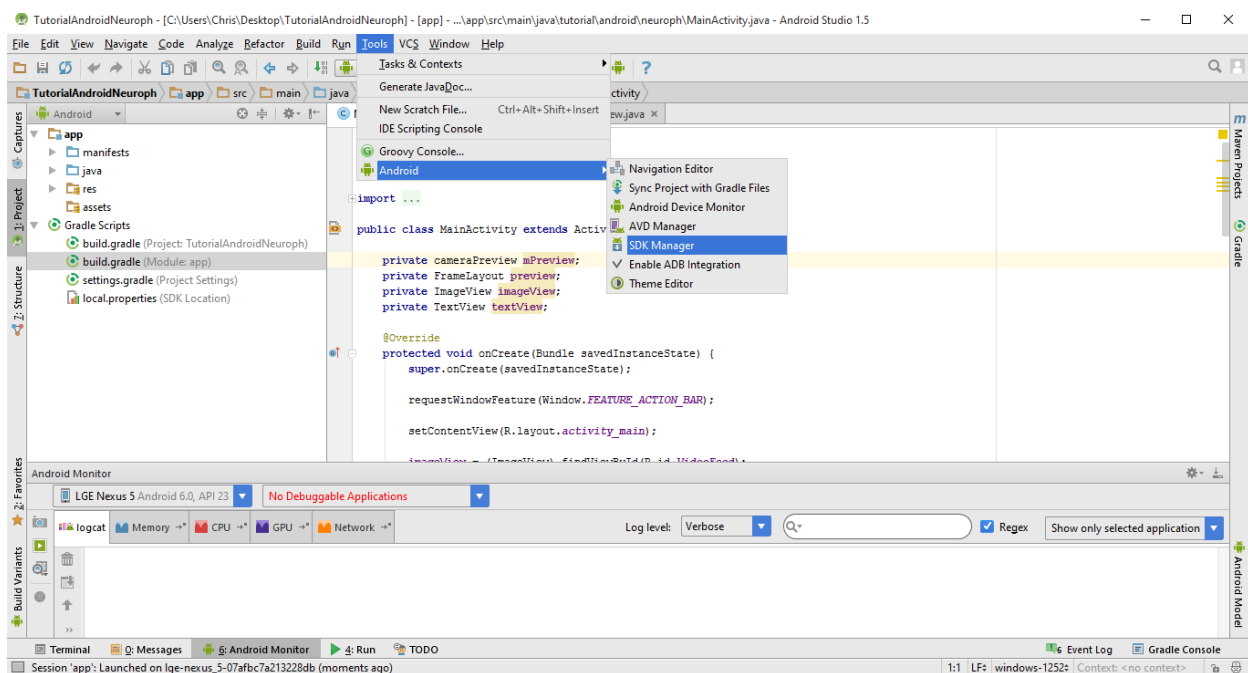 TutorialAndroidNeuroph - [C:\Users\Chris\Desktop\TutorialAndroidNeuroph] - [app] - ...\app\src\main\java\tutorial\android\neuroph\MainActivity.java - Android Studio 1.5
File Edit View Navigate Code Analyze Refactor Build Run Tools VCS Window Help
TutorialAndroidNeuroph app src main java ctivity
Tasks & Contexts
Generate JavaDoc...
New Scratch File... Ctrl+Alt+Shift+Insert
IDE Scripting Console
Groovy Console...
Android
Navigation Editor
Sync Project with Gradle Files
Android Device Monitor
AVD Manager
SDK Manager
Enable ADB Integration
Theme Editor
Captures
1: Project
7: Structure
2: Favorites
Build Variants
Android
app
manifests
java
res
assets
Gradle Scripts
build.gradle (Project: TutorialAndroidNeuroph)
build.gradle (Module: app)
settings.gradle (Project Settings)
local.properties (SDK Location)
ew.java ×
import ...
public class MainActivity extends Activ
private cameraPreview mPreview;
private FrameLayout preview;
private ImageView imageView;
private TextView textView;
@Override
protected void onCreate(Bundle savedInstanceState) {
super.onCreate(savedInstanceState);
requestWindowFeature(Window.FEATURE_ACTION_BAR);
setContentView(R.layout.activity_main);
imageView = (ImageView) findViewById(R.id.VideoFeed);
m Maven Projects
Gradle
Android Model
Android Monitor
LGE Nexus 5 Android 6.0, API 23 No Debuggable Applications
logcat Memory CPU GPU Network Log level: Verbose Regex Show only selected application
Terminal 0: Messages 6: Android Monitor 4: Run TODO 6 Event Log Gradle Console
Session 'app': Launched on lge-nexus_5-07afbc7a213228db (moments ago) 1:1 LF÷ windows-1252÷ Context: <no context>